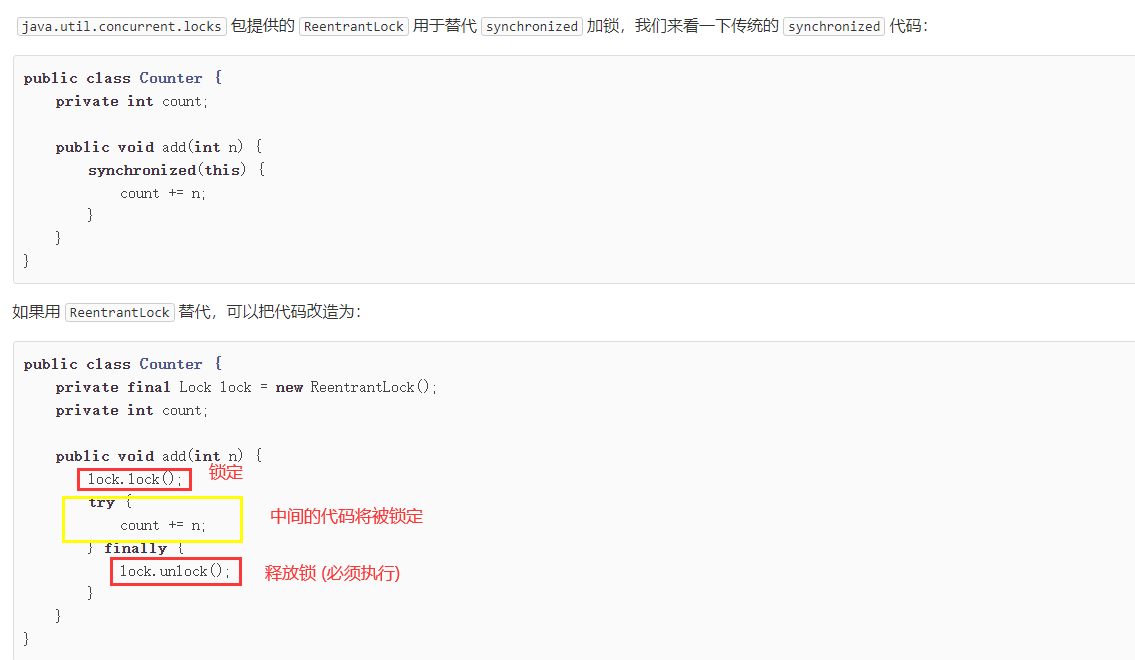 java.util.concurrent.locks 包提供的 ReentrantLock 用于替代 synchronized 加锁，我们来看一下传统的 synchronized 代码：
public class Counter {
    private int count;
    public void add(int n) {
        synchronized(this) {
            count += n;
        }
    }
}
如果用 ReentrantLock 替代，可以把代码改造为：
public class Counter {
    private final Lock lock = new ReentrantLock();
    private int count;
    public void add(int n) {
        lock.lock(); 锁定
        try {
            count += n; 中间的代码将被锁定
        } finally {
            lock.unlock(); 释放锁 (必须执行)
        }
    }
}